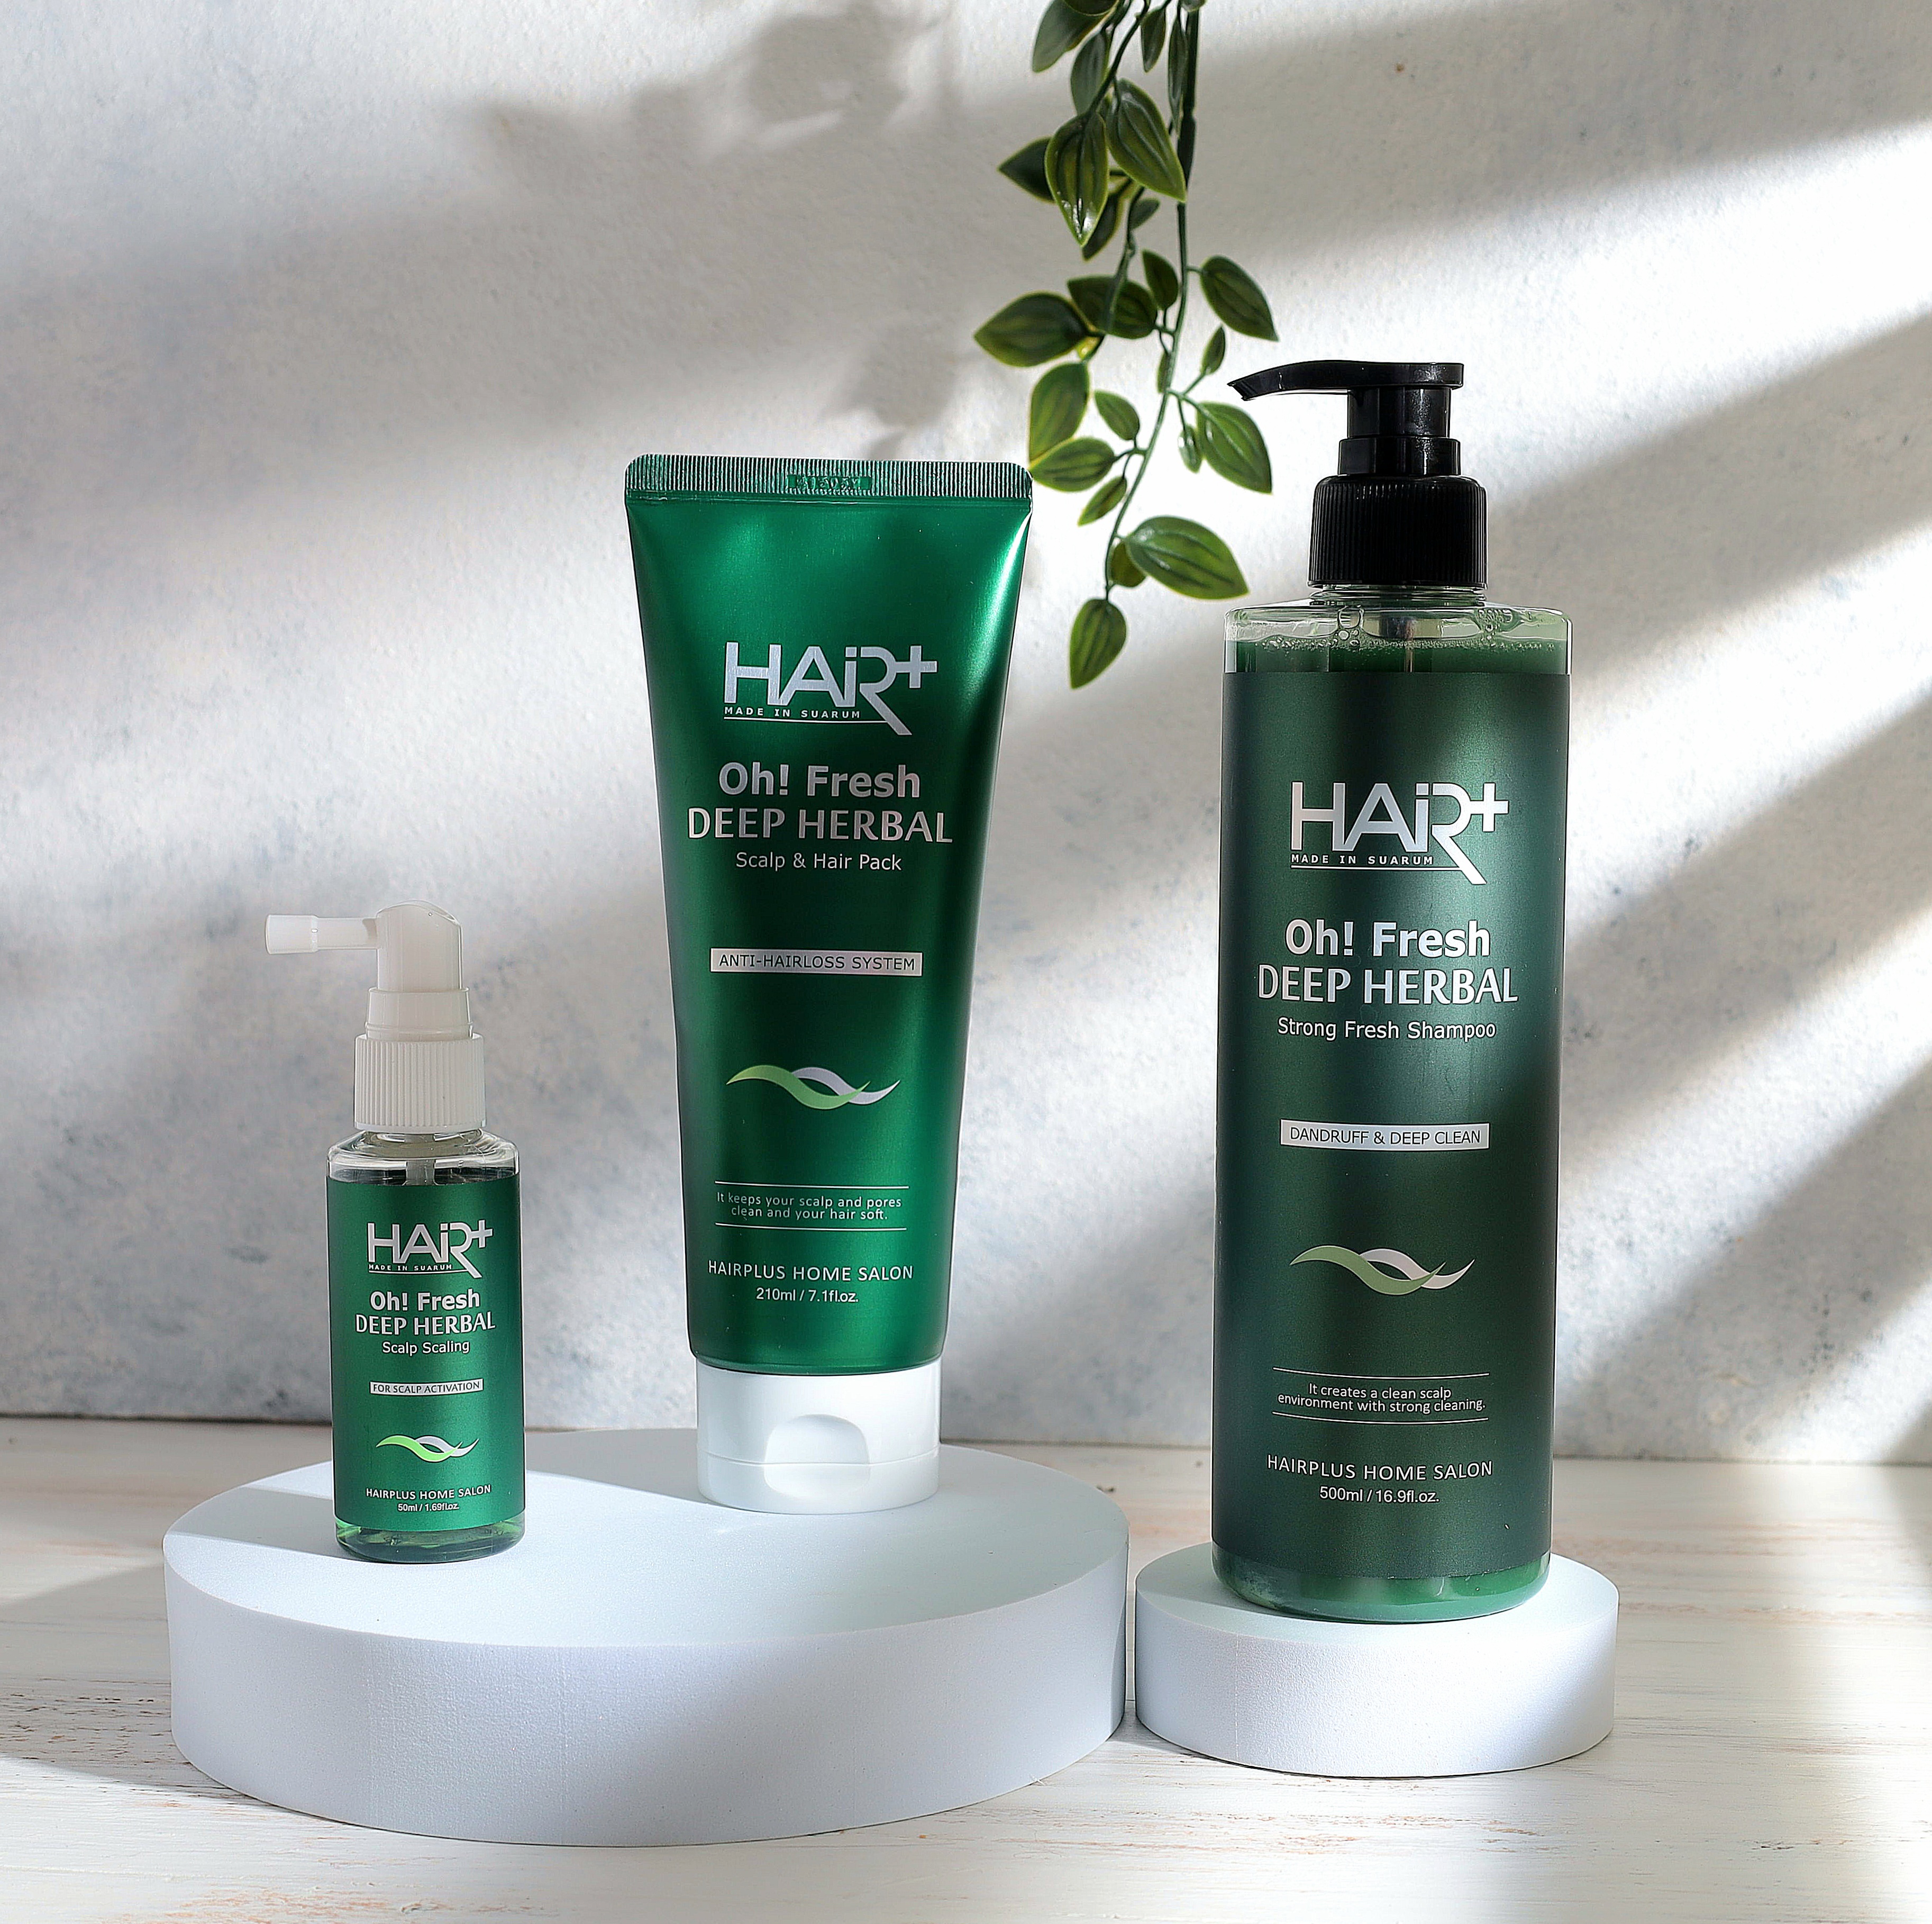 HAiR+
MADE IN SUARUM
Oh! Fresh
DEEP HERBAL
Scalp Scaling
FOR SCALP ACTIVATION
HAIRPLUS HOME SALON
50ml / 1.69fl.oz.
HAiR+
MADE IN SUARUM
Oh! Fresh
DEEP HERBAL
Scalp & Hair Pack
ANTI-HAIRLOSS SYSTEM
It keeps your scalp and pores
clean and your hair soft.
HAIRPLUS HOME SALON
210ml / 7.1fl.oz.
HAiR+
MADE IN SUARUM
Oh! Fresh
DEEP HERBAL
Strong Fresh Shampoo
DANDRUFF & DEEP CLEAN
It creates a clean scalp
environment with strong cleaning.
HAIRPLUS HOME SALON
500ml / 16.9fl.oz.